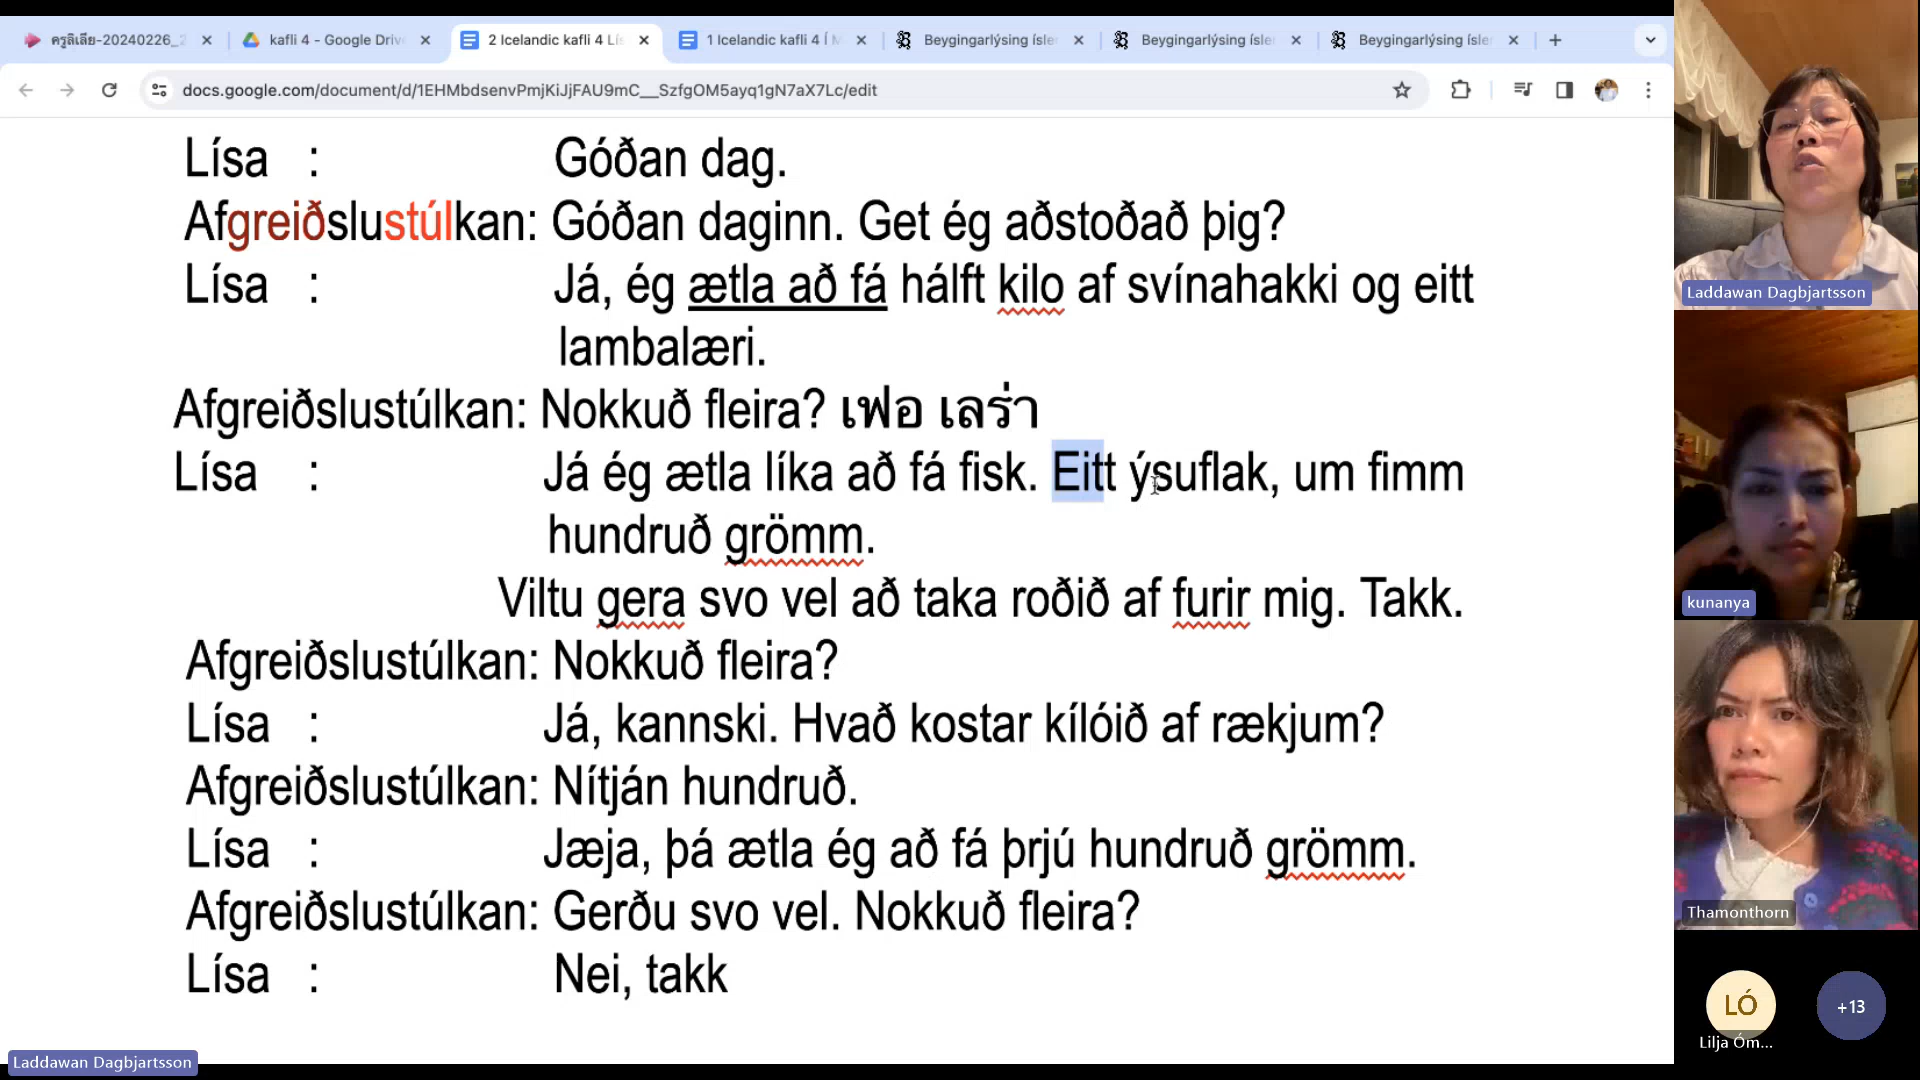 ครูลิเลีย-20240226_2
kafli 4 - Google Drive
2 Icelandic kafli 4 Lís
1 Icelandic kafli 4 Í M
Beygingarlýsing ísler
Beygingarlýsing ísler
Beygingarlýsing ísler
docs.google.com/document/d/1EHMbdsenvPmjKiJjFAU9mC__SzfgOM5ayq1gN7aX7Lc/edit
Lísa : Góðan dag.
Afgreiðslustúlkan: Góðan daginn. Get ég aðstoðað þig?
Lísa : Já, ég ætla að fá hálft kilo af svínahakki og eitt
lambalæri.
Afgreiðslustúlkan: Nokkuð fleira? เฟอ เลร่า
Lísa : Já ég ætla líka að fá fisk. Eitt ýsuflak, um fimm
hundruð grömm.
Viltu gera svo vel að taka roðið af furir mig. Takk.
Afgreiðslustúlkan: Nokkuð fleira?
Lísa : Já, kannski. Hvað kostar kílóið af rækjum?
Afgreiðslustúlkan: Nítján hundruð.
Lísa : Jæja, þá ætla ég að fá þrjú hundruð grömm.
Afgreiðslustúlkan: Gerðu svo vel. Nokkuð fleira?
Lísa : Nei, takk
Laddawan Dagbjartsson
Laddawan Dagbjartsson
kunanya
Thamonthorn
LÓ
+13
Lilja Óm...